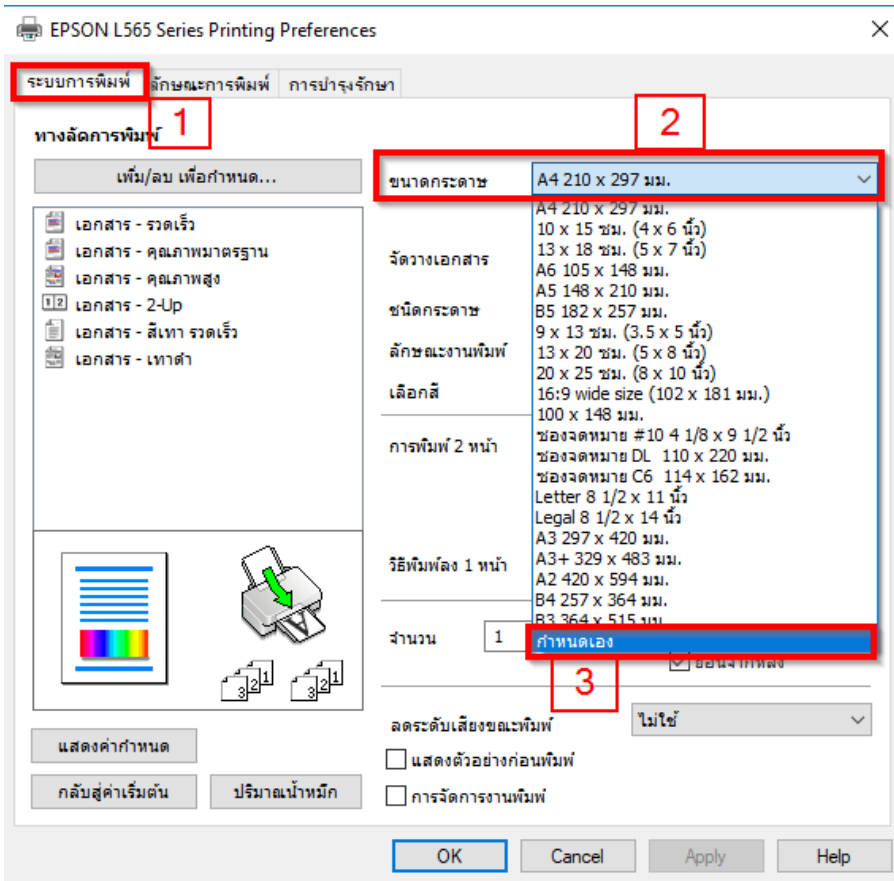 EPSON L565 Series Printing Preferences
ระบบการพิมพ์
ลักษณะการพิมพ์
การบำรุงรักษา
1
2
ทางลัดการพิมพ์
เพิ่ม/ลบ เพื่อกำหนด...
เอกสาร - รวดเร็ว
เอกสาร - คุณภาพมาตรฐาน
เอกสาร - คุณภาพสูง
1 2 เอกสาร - 2-Up
เอกสาร - สีเทา รวดเร็ว
เอกสาร - เทาดำ
ขนาดกระดาษ
A4 210 x 297 มม.
A4 210 x 297 มม.
10 x 15 ซม. (4 x 6 นิ้ว)
13 x 18 ซม. (5 x 7 นิ้ว)
A6 105 x 148 มม.
A5 148 x 210 มม.
B5 182 x 257 มม.
9 x 13 ซม. (3.5 x 5 นิ้ว)
13 x 20 ซม. (5 x 8 นิ้ว)
20 x 25 ซม. (8 x 10 นิ้ว)
16:9 wide size (102 x 181 มม.)
100 x 148 มม.
ซองจดหมาย #10 4 1/8 x 9 1/2 นิ้ว
ซองจดหมาย DL 110 x 220 มม.
ซองจดหมาย C6 114 x 162 มม.
Letter 8 1/2 x 11 นิ้ว
Legal 8 1/2 x 14 นิ้ว
A3 297 x 420 มม.
A3+ 329 x 483 มม.
A2 420 x 594 มม.
B4 257 x 364 มม.
B3 364 x 515 มม.
กำหนดเอง
จัดวางเอกสาร
ชนิดกระดาษ
ลักษณะงานพิมพ์
เลือกสี
การพิมพ์ 2 หน้า
วิธีพิมพ์ลง 1 หน้า
จำนวน
1
ย้อนจากหลัง
3
A
3 2 1
3 2 1
ลดระดับเสียงขณะพิมพ์
ไม่ใช้
แสดงตัวอย่างก่อนพิมพ์
การจัดการงานพิมพ์
แสดงค่ากำหนด
กลับสู่ค่าเริ่มต้น
ปริมาณน้ำหมึก
OK
Cancel
Apply
Help